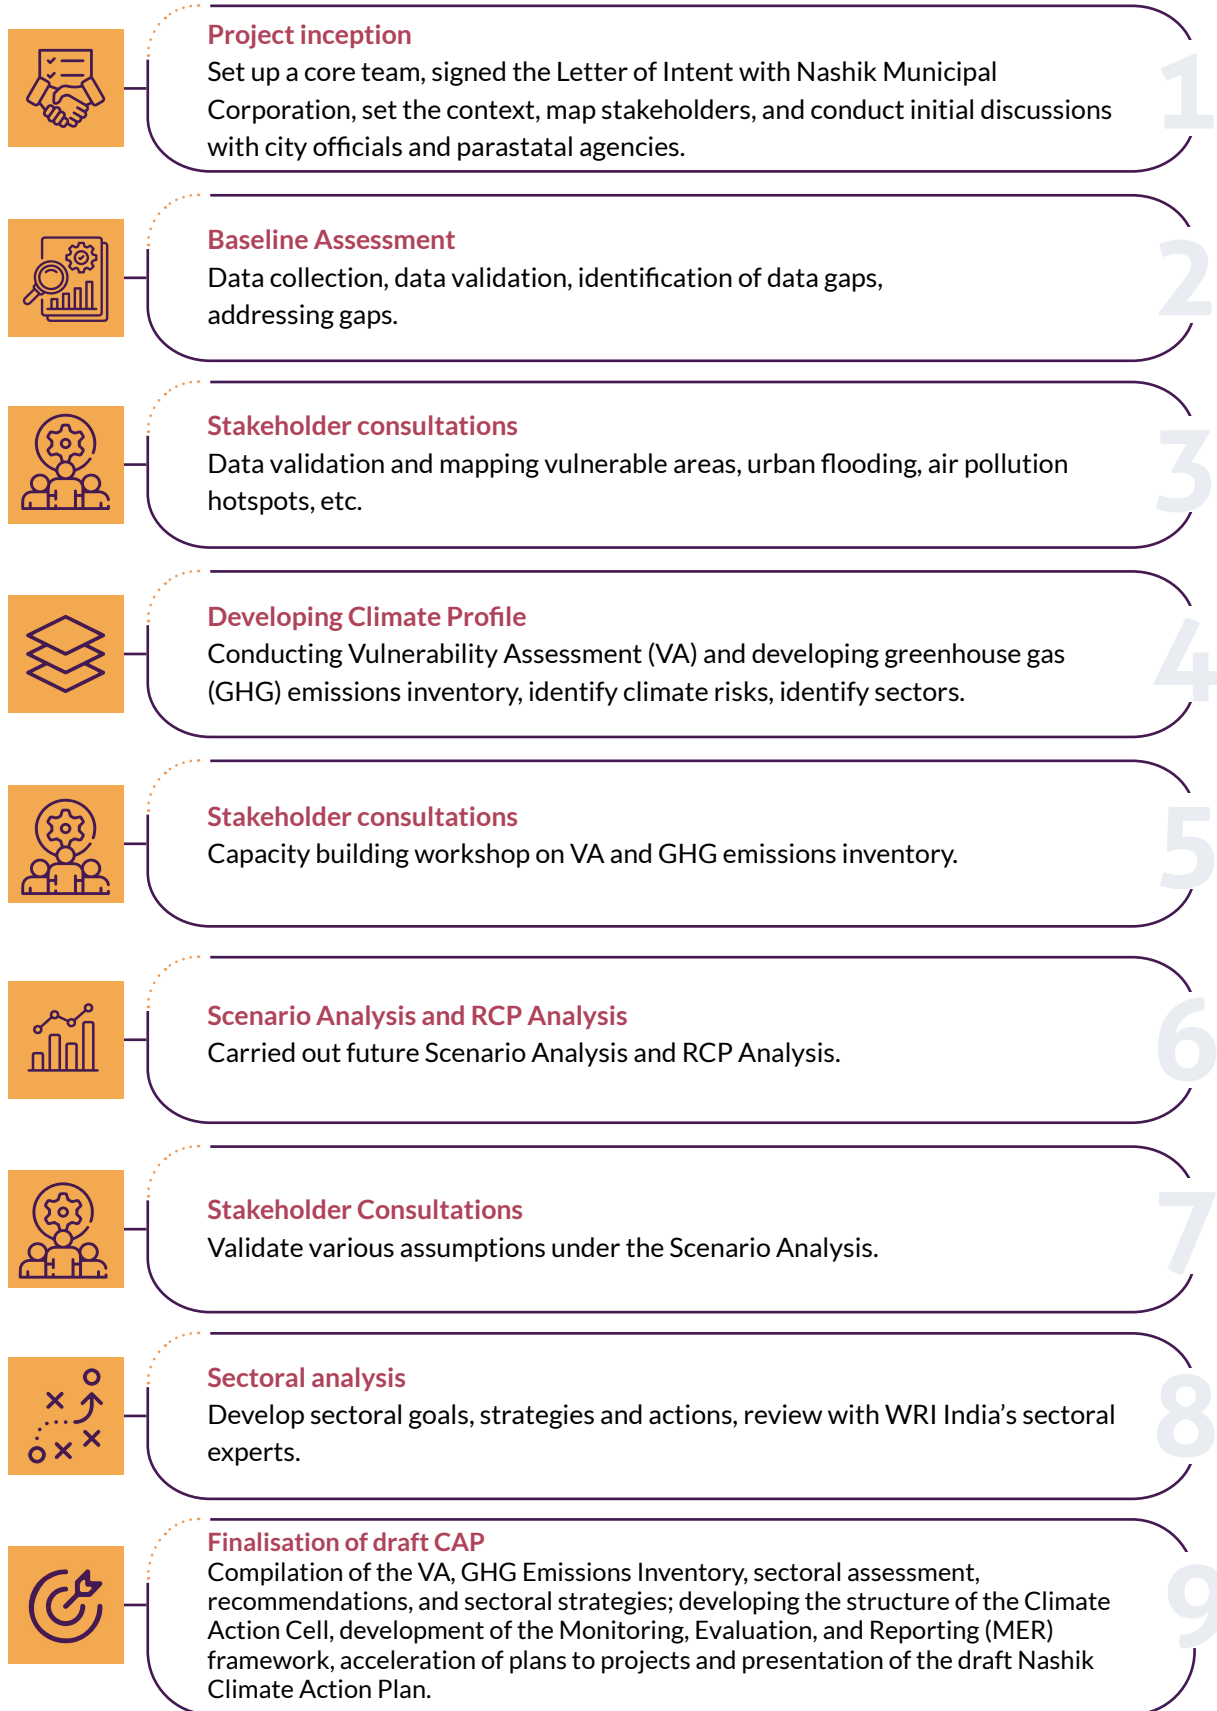 Project inception
Set up a core team, signed the Letter of Intent with Nashik Municipal
Corporation, set the context, map stakeholders, and conduct initial discussions
with city officials and parastatal agencies.
1
Baseline Assessment
Data collection, data validation, identification of data gaps,
addressing gaps.
2
Stakeholder consultations
Data validation and mapping vulnerable areas, urban flooding, air pollution
hotspots, etc.
3
Developing Climate Profile
Conducting Vulnerability Assessment (VA) and developing greenhouse gas
(GHG) emissions inventory, identify climate risks, identify sectors.
4
Stakeholder consultations
Capacity building workshop on VA and GHG emissions inventory.
5
Scenario Analysis and RCP Analysis
Carried out future Scenario Analysis and RCP Analysis.
6
Stakeholder Consultations
Validate various assumptions under the Scenario Analysis.
7
Sectoral analysis
Develop sectoral goals, strategies and actions, review with WRI India’s sectoral
experts.
8
Finalisation of draft CAP
Compilation of the VA, GHG Emissions Inventory, sectoral assessment,
recommendations, and sectoral strategies; developing the structure of the Climate
Action Cell, development of the Monitoring, Evaluation, and Reporting (MER)
framework, acceleration of plans to projects and presentation of the draft Nashik
Climate Action Plan.
9